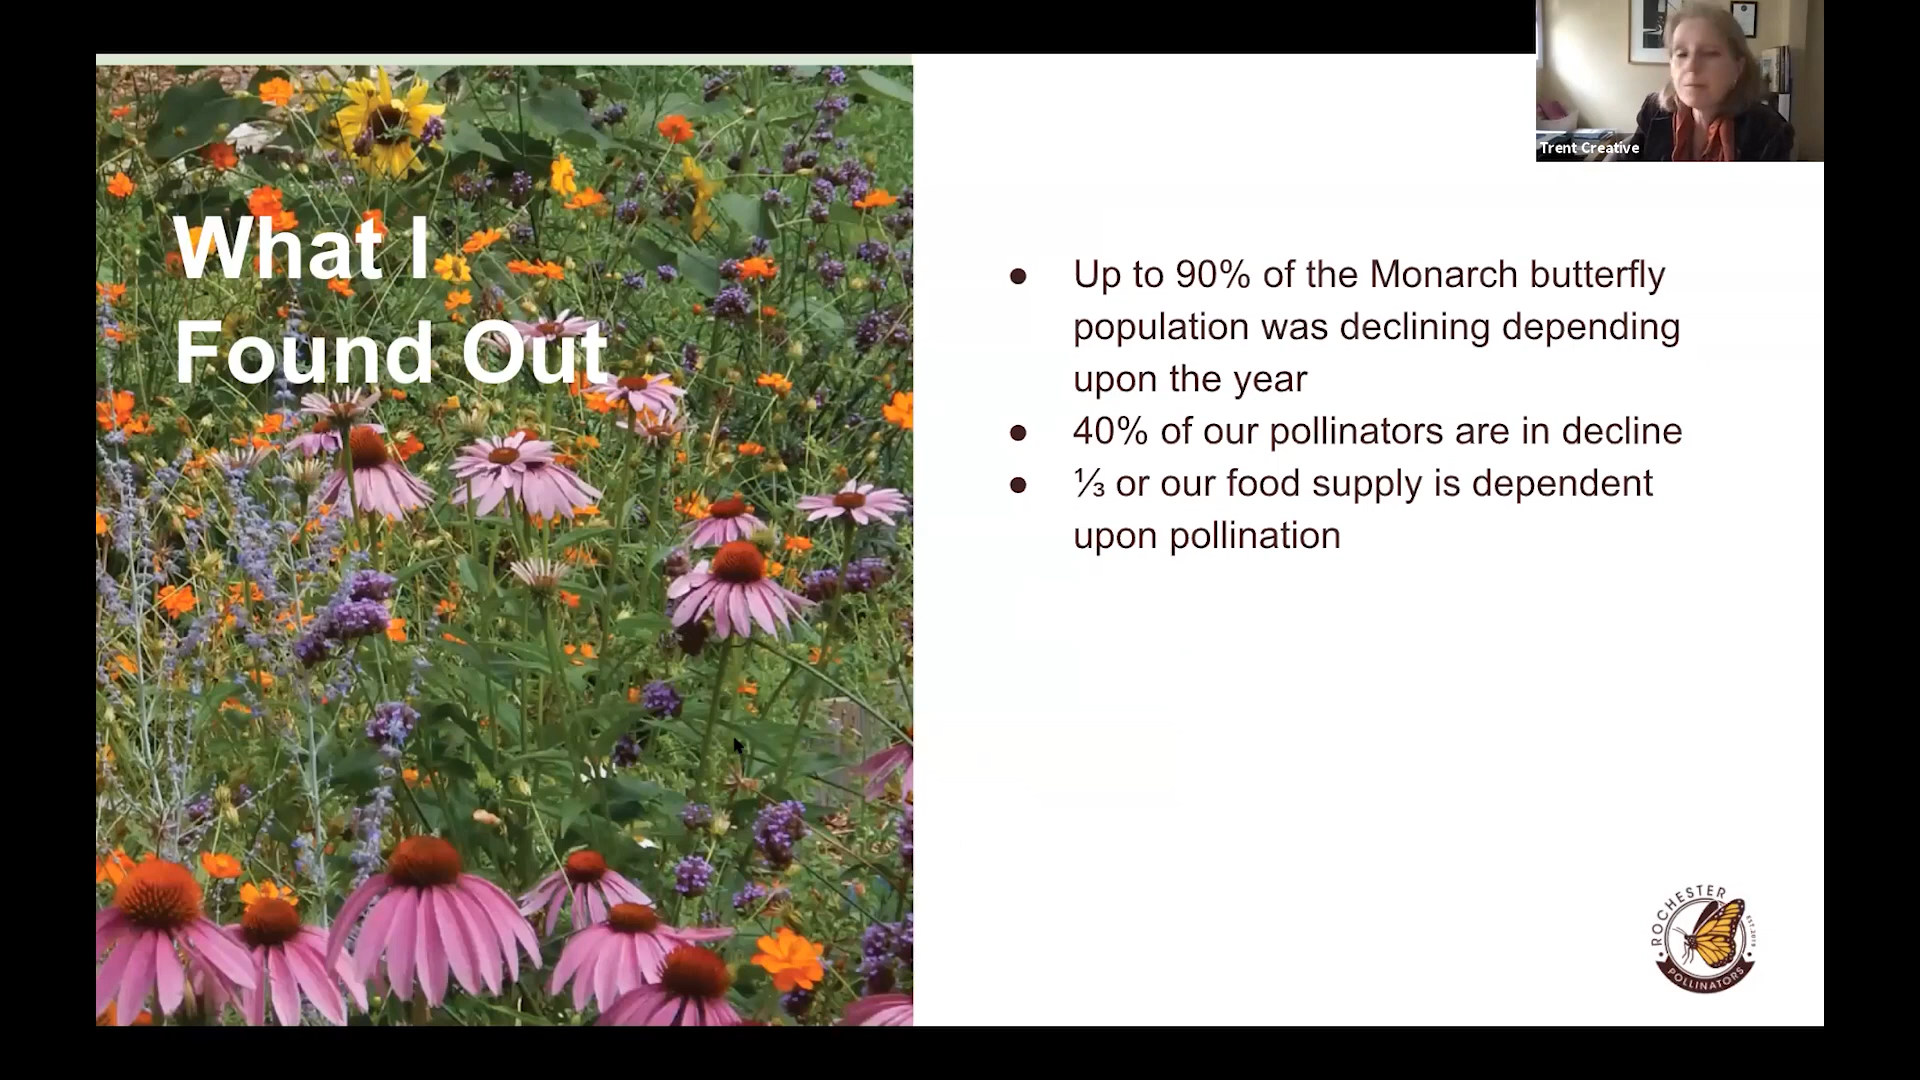 Trent Creative
What I
Found Out
● Up to 90% of the Monarch butterfly
population was declining depending
upon the year
● 40% of our pollinators are in decline
● ⅓ or our food supply is dependent
upon pollination
ROCHESTER
EST. 2019
POLLINATORS